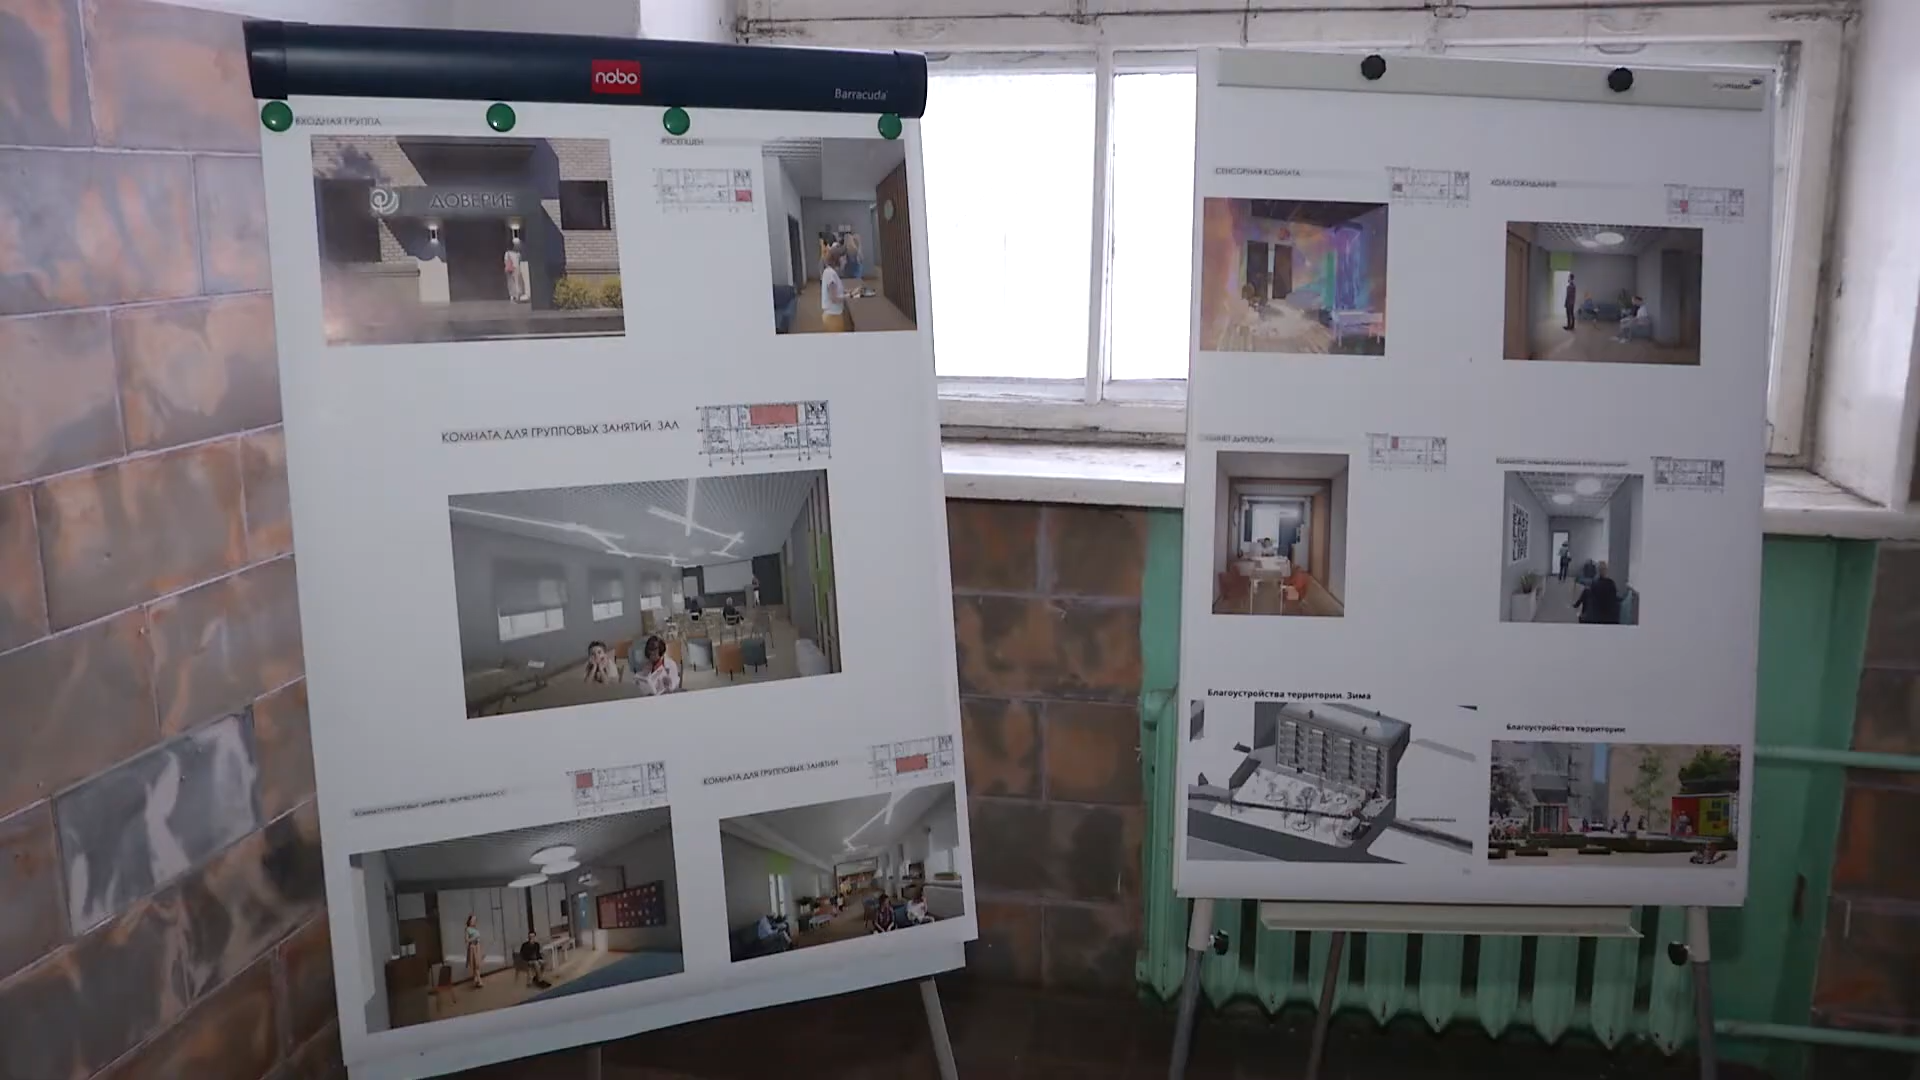 nobo
Barracuda
ВХОДНАЯ ГРУППА
РЕСЕПШЕН
ДОВЕРИЕ
КОМНАТА ДЛЯ ГРУППОВЫХ ЗАНЯТИЙ. ЗАЛ
КОМНАТА ДЛЯ ГРУППОВЫХ ЗАНЯТИЙ
СЕНСОРНАЯ КОМНАТА
ХОЛЛ ОЖИДАНИЯ
ДИРЕКТОРА
Благоустройства территории. Зима
Благоустройства территории